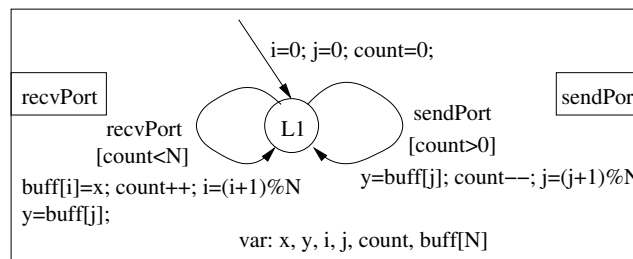 i=0; j=0; count=0;
recvPort
sendPort
recvPort
[count<N]
L1
sendPort
[count>0]
buff[i]=x; count++; i=(i+1)%N
y=buff[j];
y=buff[j]; count--; j=(j+1)%N
var: x, y, i, j, count, buff[N]